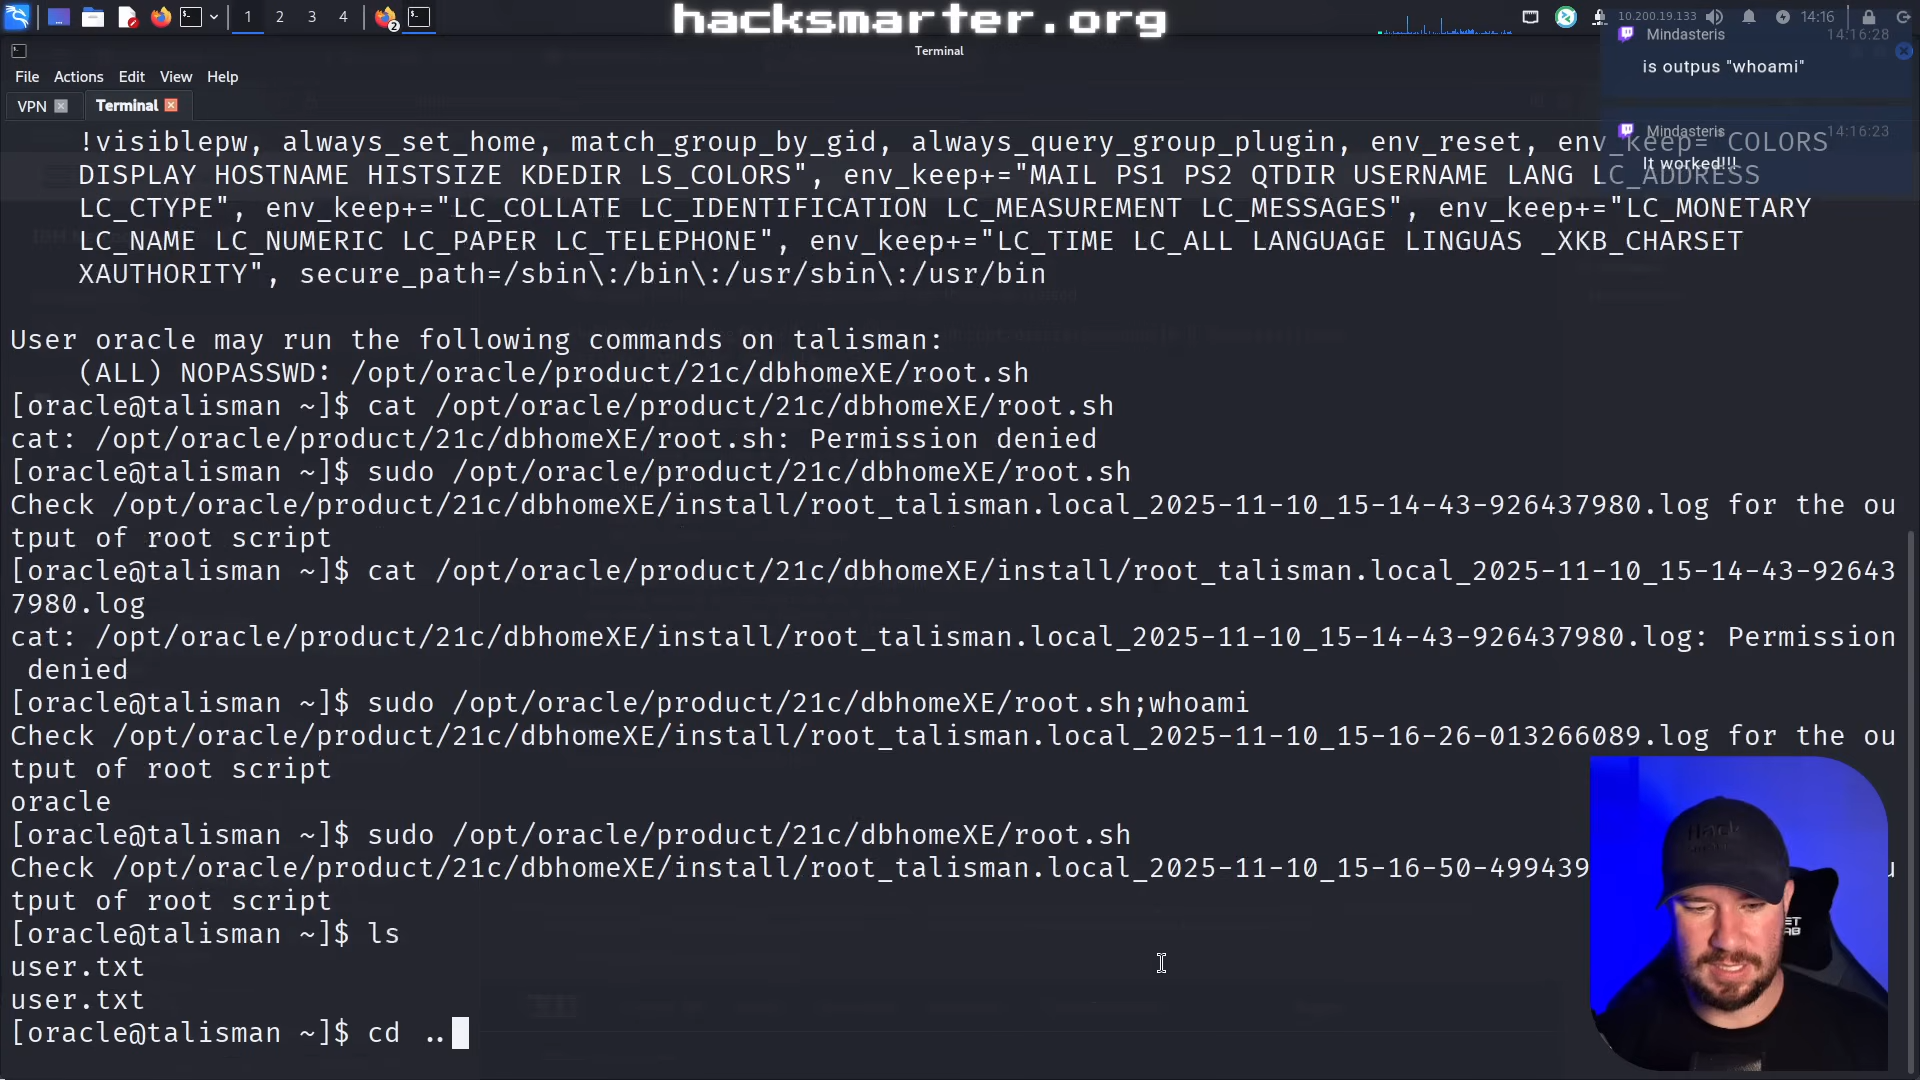 hacksmarter.org
1 2 3 4
2
10.200.19.133
14:16
Terminal
Mindasteris 14:16:28
is outpus "whoami"
Mindasteris 14:16:23
It worked!!!
File Actions Edit View Help
VPN
Terminal
!visiblepw, always_set_home, match_group_by_gid, always_query_group_plugin, env_reset, env_keep="COLORS
DISPLAY HOSTNAME HISTSIZE KDEDIR LS_COLORS", env_keep+="MAIL PS1 PS2 QTDIR USERNAME LANG LC_ADDRESS
LC_CTYPE", env_keep+="LC_COLLATE LC_IDENTIFICATION LC_MEASUREMENT LC_MESSAGES", env_keep+="LC_MONETARY
LC_NAME LC_NUMERIC LC_PAPER LC_TELEPHONE", env_keep+="LC_TIME LC_ALL LANGUAGE LINGUAS _XKB_CHARSET
XAUTHORITY", secure_path=/sbin\:/bin\:/usr/sbin\:/usr/bin
User oracle may run the following commands on talisman:
(ALL) NOPASSWD: /opt/oracle/product/21c/dbhomeXE/root.sh
[oracle@talisman ~]$ cat /opt/oracle/product/21c/dbhomeXE/root.sh
cat: /opt/oracle/product/21c/dbhomeXE/root.sh: Permission denied
[oracle@talisman ~]$ sudo /opt/oracle/product/21c/dbhomeXE/root.sh
Check /opt/oracle/product/21c/dbhomeXE/install/root_talisman.local_2025-11-10_15-14-43-926437980.log for the ou
tput of root script
[oracle@talisman ~]$ cat /opt/oracle/product/21c/dbhomeXE/install/root_talisman.local_2025-11-10_15-14-43-92643
7980.log
cat: /opt/oracle/product/21c/dbhomeXE/install/root_talisman.local_2025-11-10_15-14-43-926437980.log: Permission
denied
[oracle@talisman ~]$ sudo /opt/oracle/product/21c/dbhomeXE/root.sh;whoami
Check /opt/oracle/product/21c/dbhomeXE/install/root_talisman.local_2025-11-10_15-16-26-013266089.log for the ou
tput of root script
oracle
[oracle@talisman ~]$ sudo /opt/oracle/product/21c/dbhomeXE/root.sh
Check /opt/oracle/product/21c/dbhomeXE/install/root_talisman.local_2025-11-10_15-16-50-499439
tput of root script
[oracle@talisman ~]$ ls
user.txt
user.txt
[oracle@talisman ~]$ cd ..